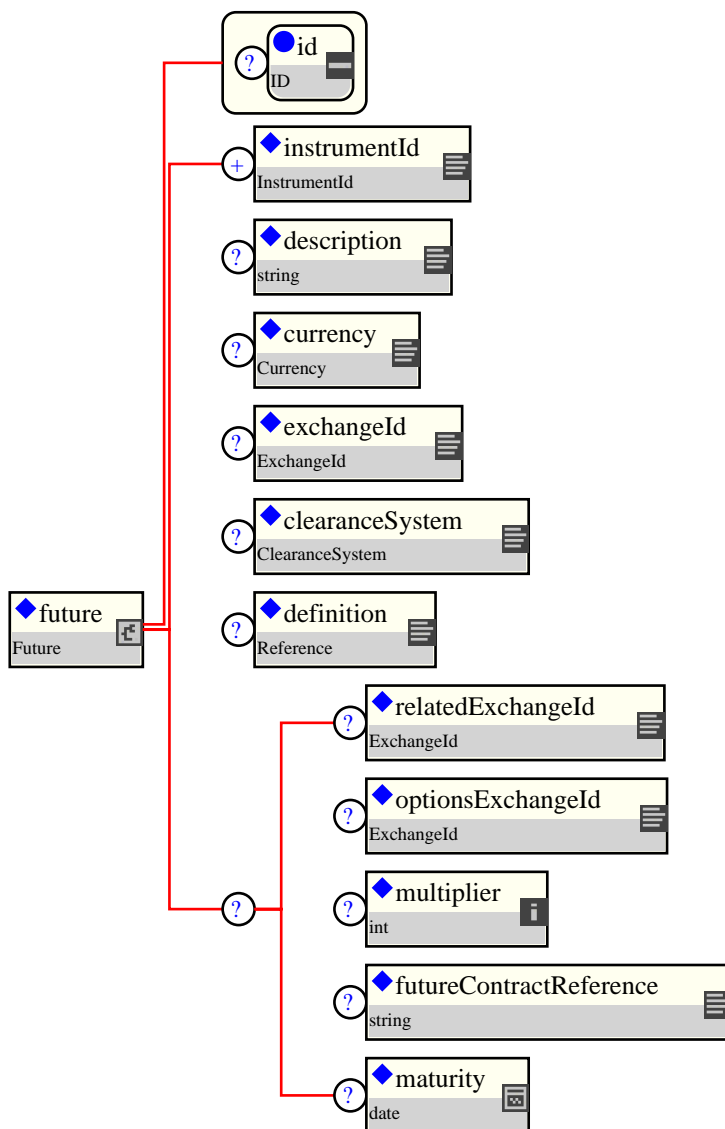 id
?
ID
instrumentId
+
InstrumentId
description
?
string
currency
?
Currency
exchangeId
?
ExchangeId
clearanceSystem
?
ClearanceSystem
future
Future
definition
?
Reference
relatedExchangeId
?
ExchangeId
optionsExchangeId
?
ExchangeId
multiplier
?
i
int
?
futureContractReference
?
string
maturity
?
date